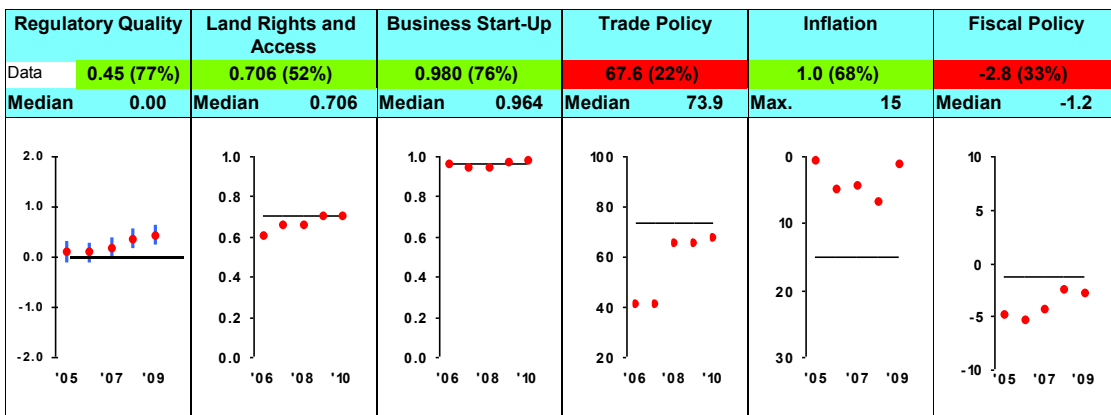 Regulatory Quality
Land Rights and
Access
Business Start-Up
Trade Policy
Inflation
Fiscal Policy
Data 0.45 (77%)
0.706 (52%)
0.980 (76%)
67.6 (22%)
1.0 (68%)
-2.8 (33%)
Median 0.00
Median 0.706
Median 0.964
Median 73.9
Max. 15
Median -1.2
2.0
1.0
0.0
-1.0
-2.0
'05 '07 '09
1.0
0.8
0.6
0.4
0.2
0.0
'06 '08 '10
1.0
0.8
0.6
0.4
0.2
0.0
'06 '08 '10
100
80
60
40
20
'06 '08 '10
0
10
20
30
'05 '07 '09
10
5
0
-5
-10
'05 '07 '09